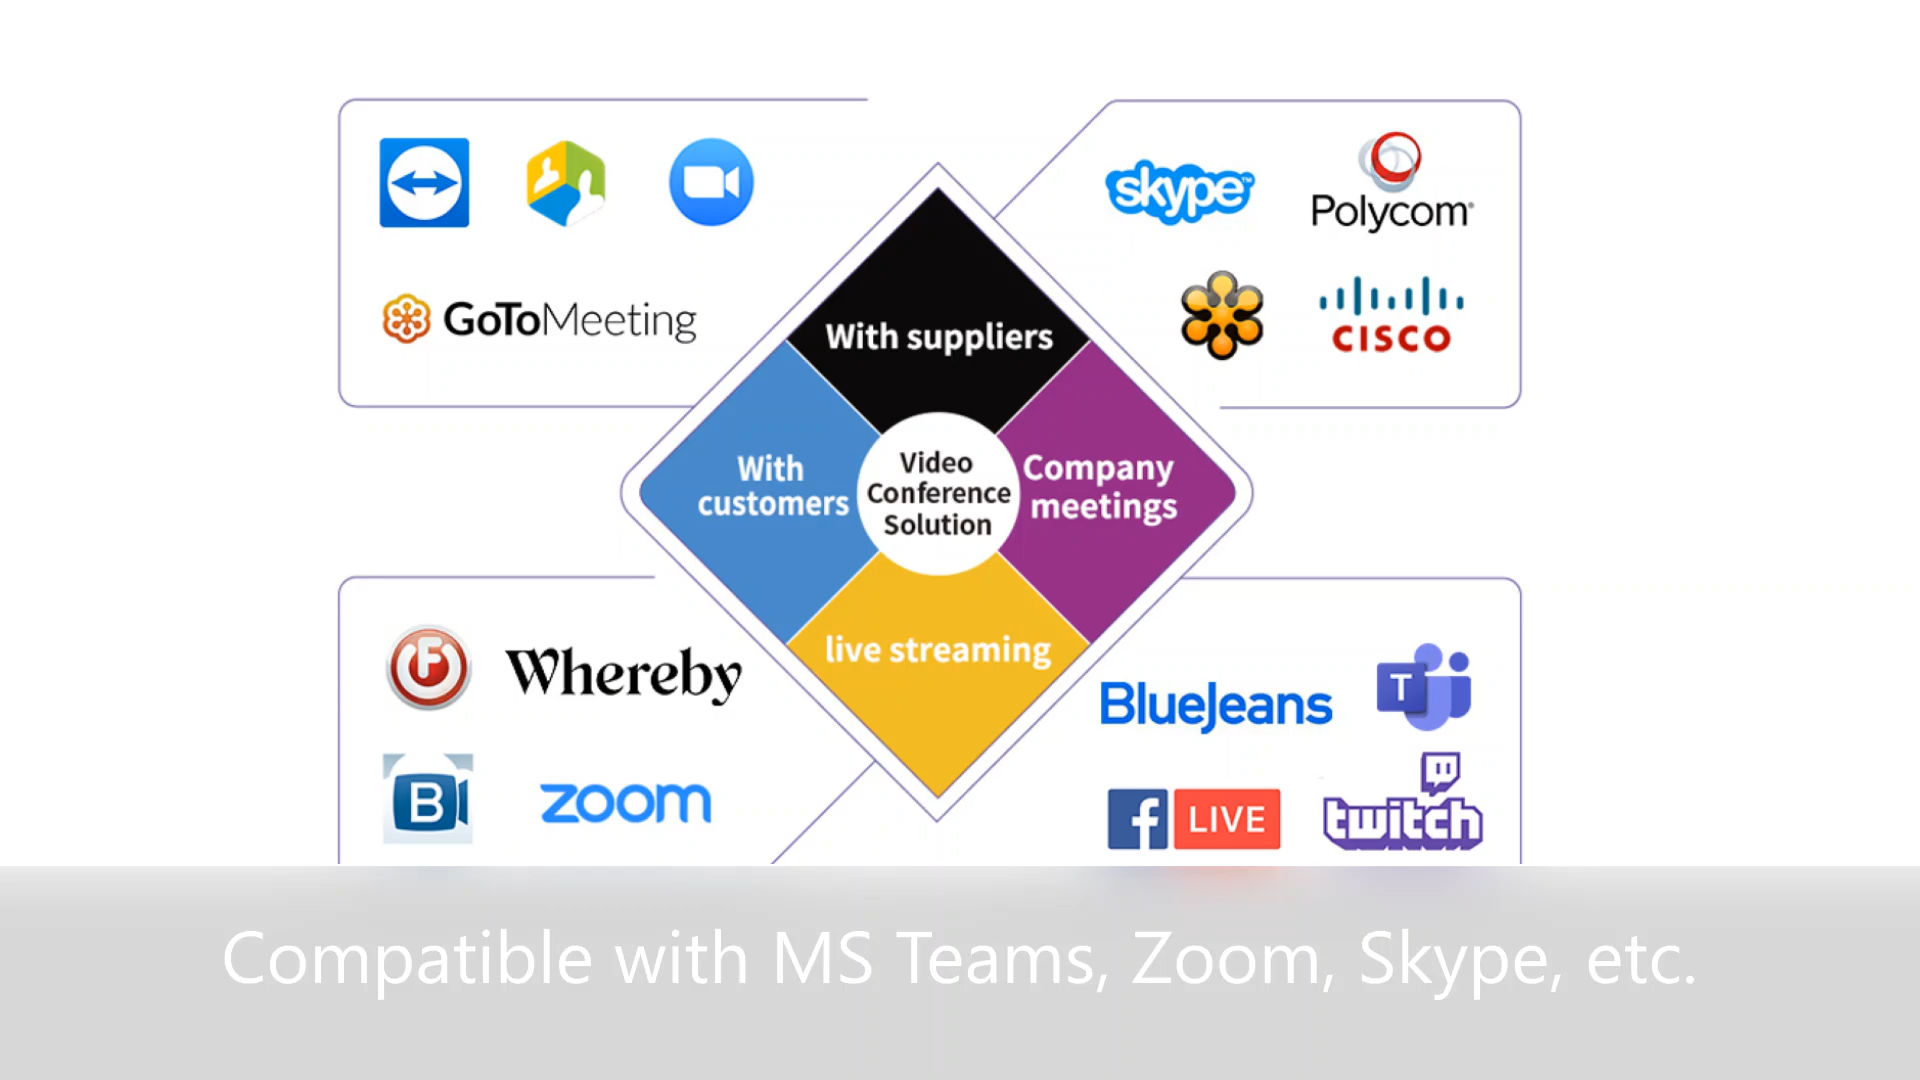 skype™
Polycom®
GoToMeeting
CISCO
With suppliers
With
customers
Video
Conference
Solution
Company
meetings
live streaming
F
Whereby
BlueJeans
T
B
zoom
f LIVE
twitch
Compatible with MS Teams, Zoom, Skype, etc.